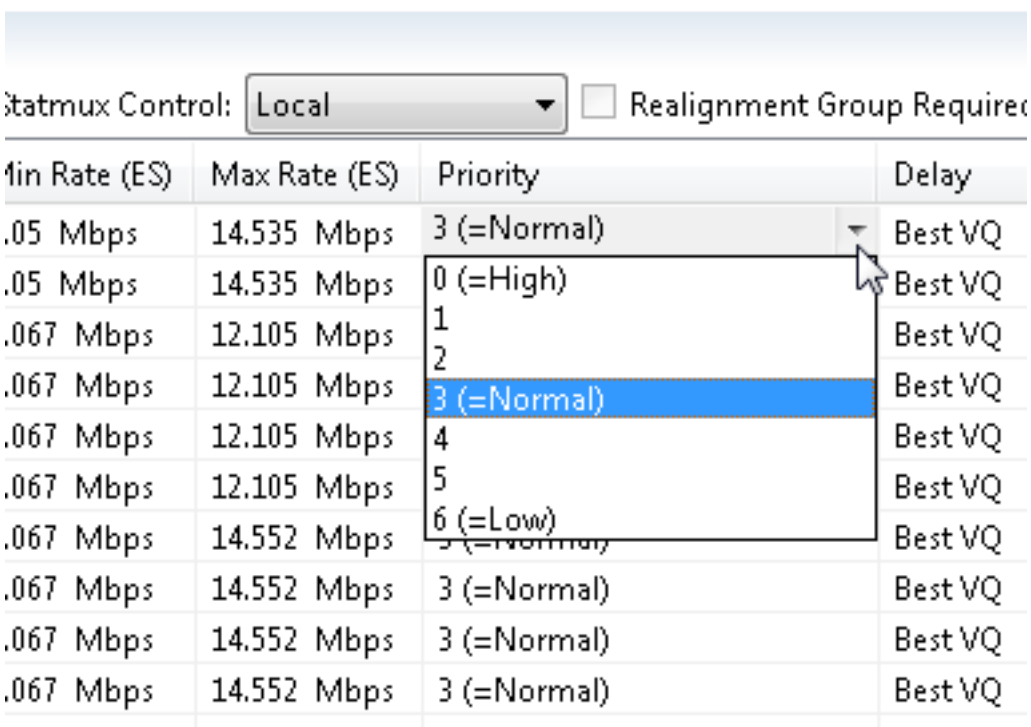 Statmux Control: Local Realignment Group Required
Min Rate (ES) Max Rate (ES) Priority Delay
.05 Mbps 14.535 Mbps 3 (=Normal) Best VQ
.05 Mbps 14.535 Mbps 0 (=High) Best VQ
1
.067 Mbps 12.105 Mbps Best VQ
2
.067 Mbps 12.105 Mbps 3 (=Normal) Best VQ
.067 Mbps 12.105 Mbps 4 Best VQ
.067 Mbps 12.105 Mbps 5 Best VQ
6 (=Low)
.067 Mbps 14.552 Mbps 3 (=Normal) Best VQ
.067 Mbps 14.552 Mbps 3 (=Normal) Best VQ
.067 Mbps 14.552 Mbps 3 (=Normal) Best VQ
.067 Mbps 14.552 Mbps 3 (=Normal) Best VQ